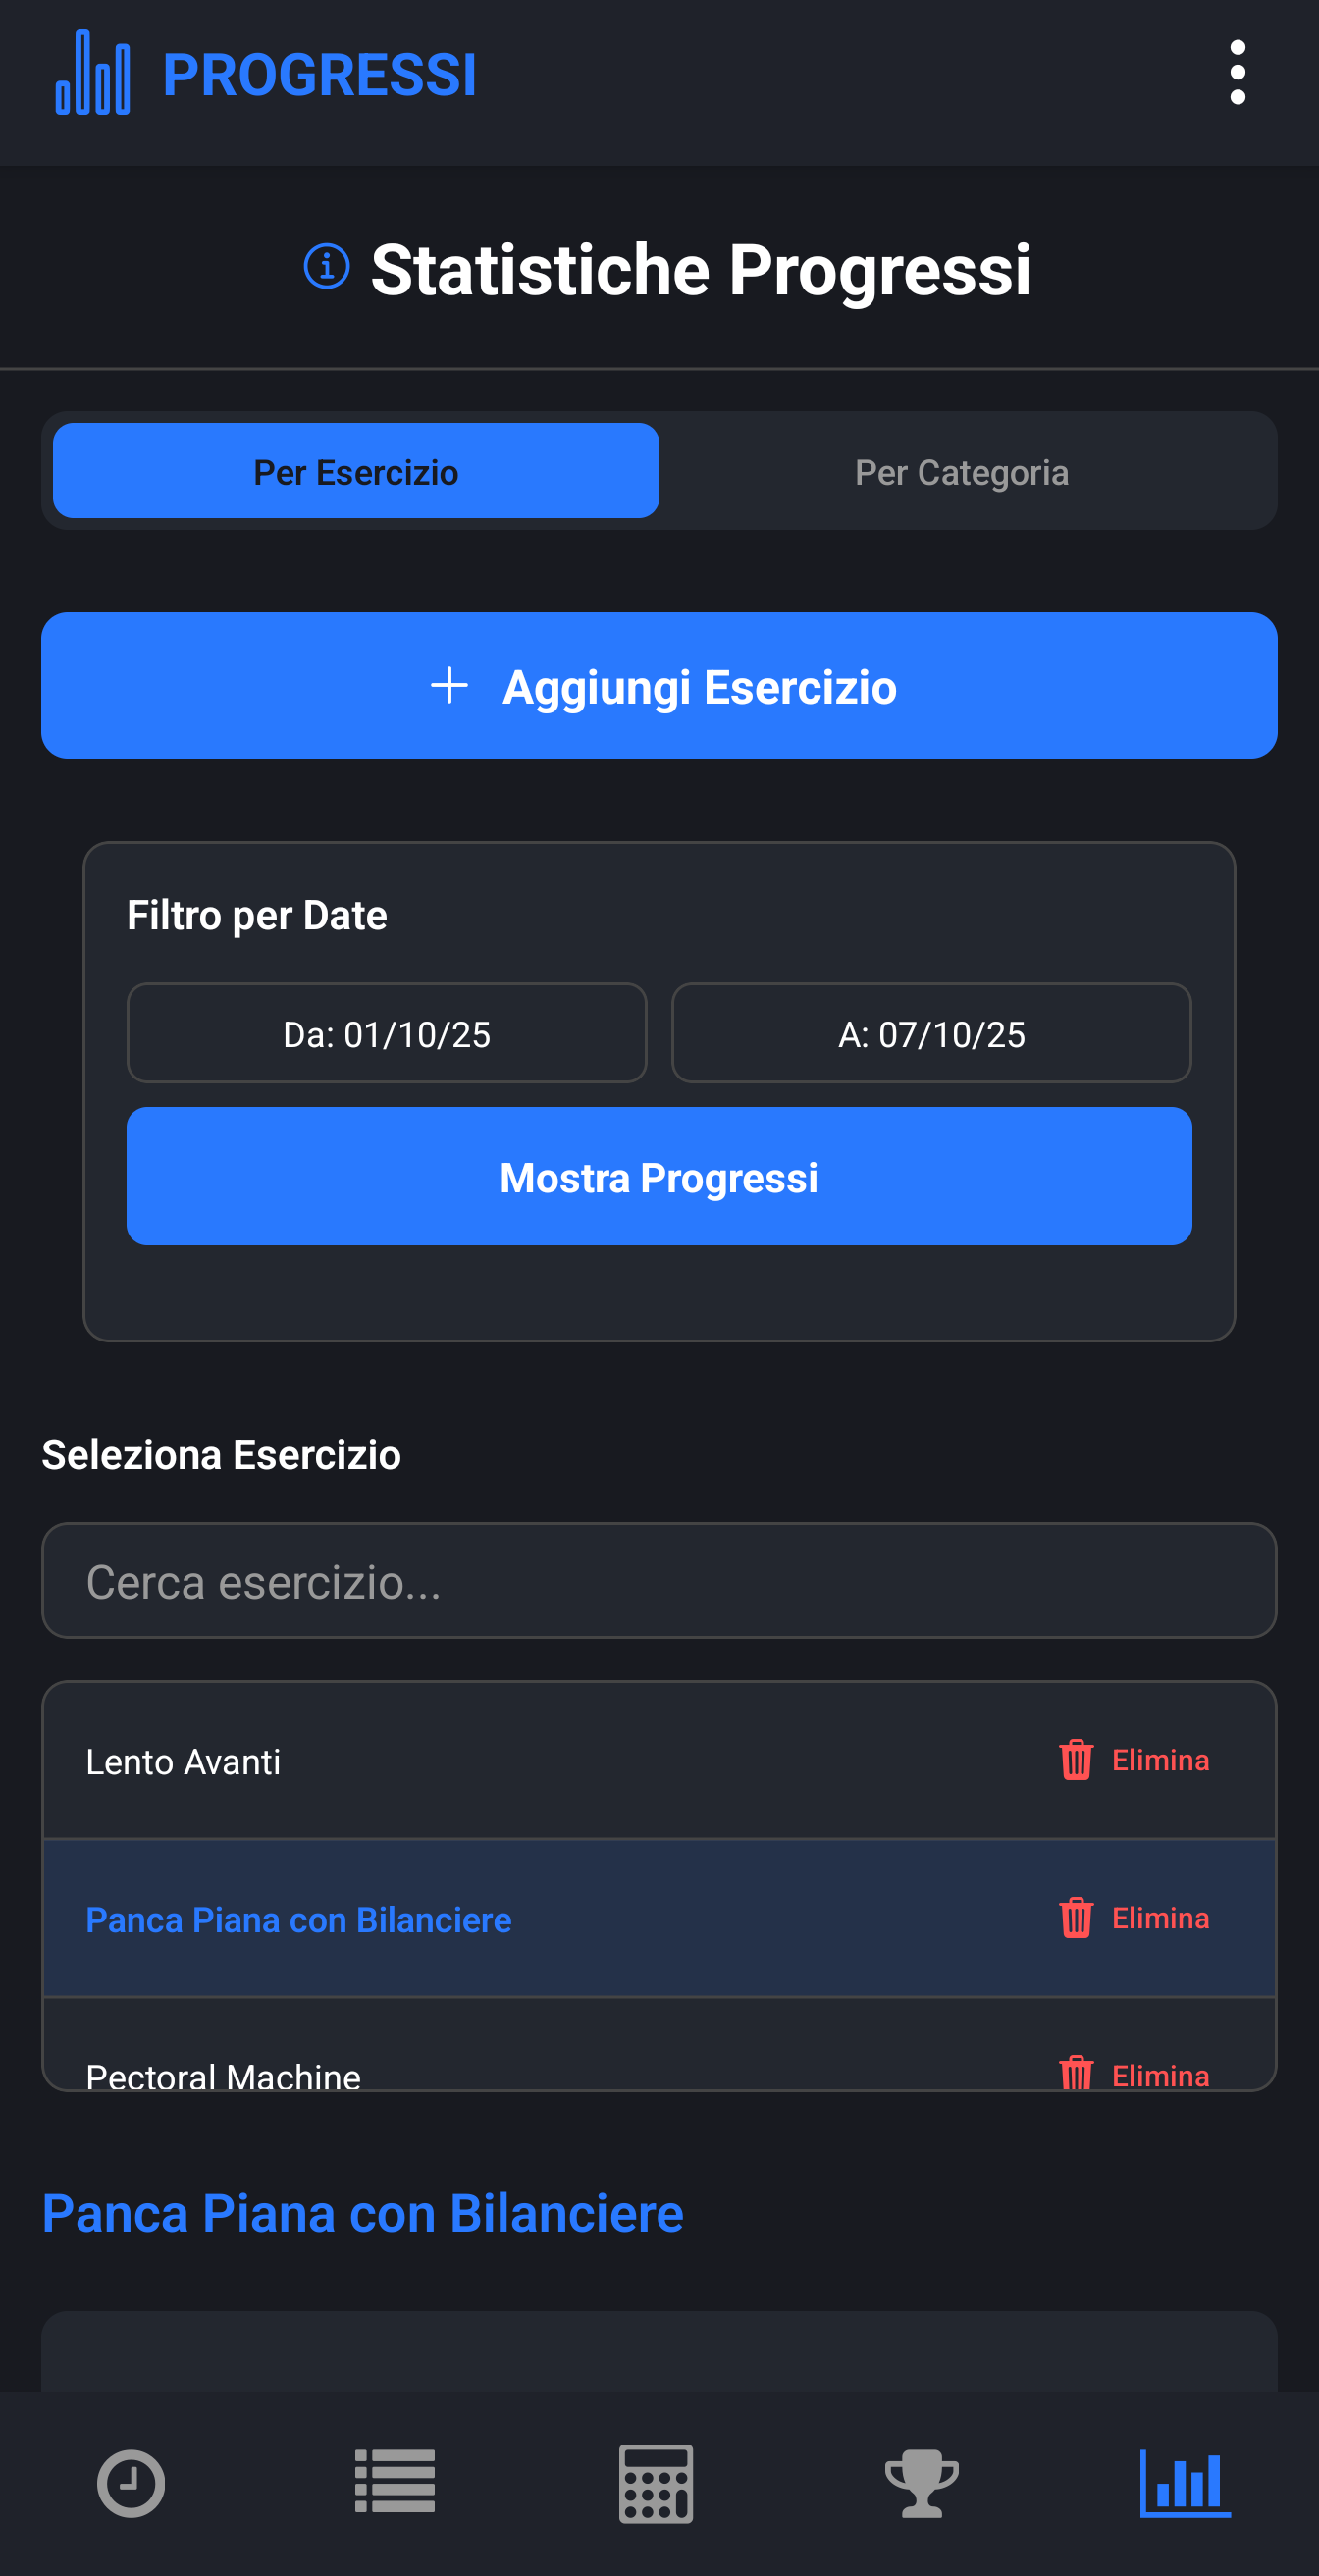 PROGRESSI
Statistiche Progressi
Per Esercizio
Per Categoria
Aggiungi Esercizio
Filtro per Date
Da: 01/10/25
A: 07/10/25
Mostra Progressi
Seleziona Esercizio
Cerca esercizio...
Lento Avanti
Elimina
Panca Piana con Bilanciere
Elimina
Pectoral Machine
Elimina
Panca Piana con Bilanciere